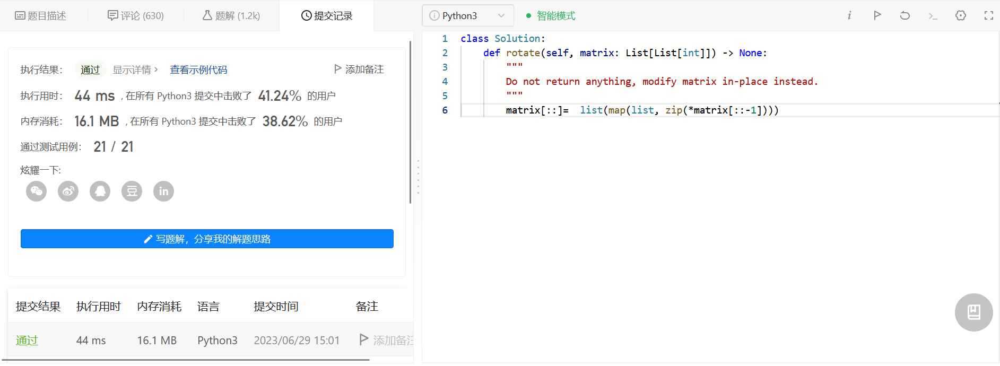 题目描述
评论 (630)
题解 (1.2k)
提交记录
执行结果：
通过
显示详情 >
查看示例代码
添加备注
执行用时：
44 ms
, 在所有 Python3 提交中击败了
41.24%
的用户
内存消耗：
16.1 MB
, 在所有 Python3 提交中击败了
38.62%
的用户
通过测试用例：
21 / 21
炫耀一下:
豆
in
写题解，分享我的解题思路
提交结果 执行用时 内存消耗 语言 提交时间 备注
通过 44 ms 16.1 MB Python3 2023/06/29 15:01 添加备注
Python3
智能模式
1 class Solution:
2 def rotate(self, matrix: List[List[int]]) -> None:
3 """
4 Do not return anything, modify matrix in-place instead.
5 """
6 matrix[::]=  list(map(list, zip(*matrix[::-1])))